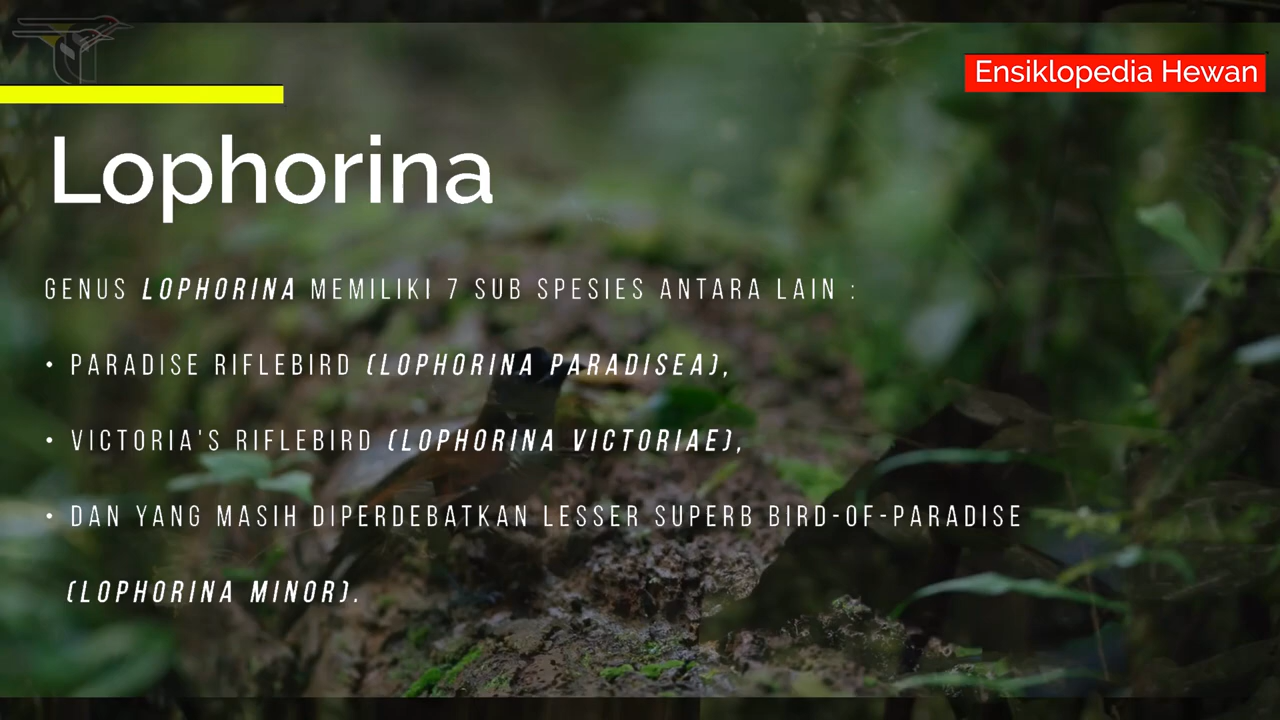 Ensiklopedia Hewan
Lophorina
GENUS LOPHORINA MEMILIKI 7 SUB SPESIES ANTARA LAIN :
• PARADISE RIFLEBIRD (LOPHORINA PARADISEA),
• VICTORIA'S RIFLEBIRD (LOPHORINA VICTORIAE),
• DAN YANG MASIH DIPERDEBATKAN LESSER SUPERB BIRD-OF-PARADISE
(LOPHORINA MINOR).